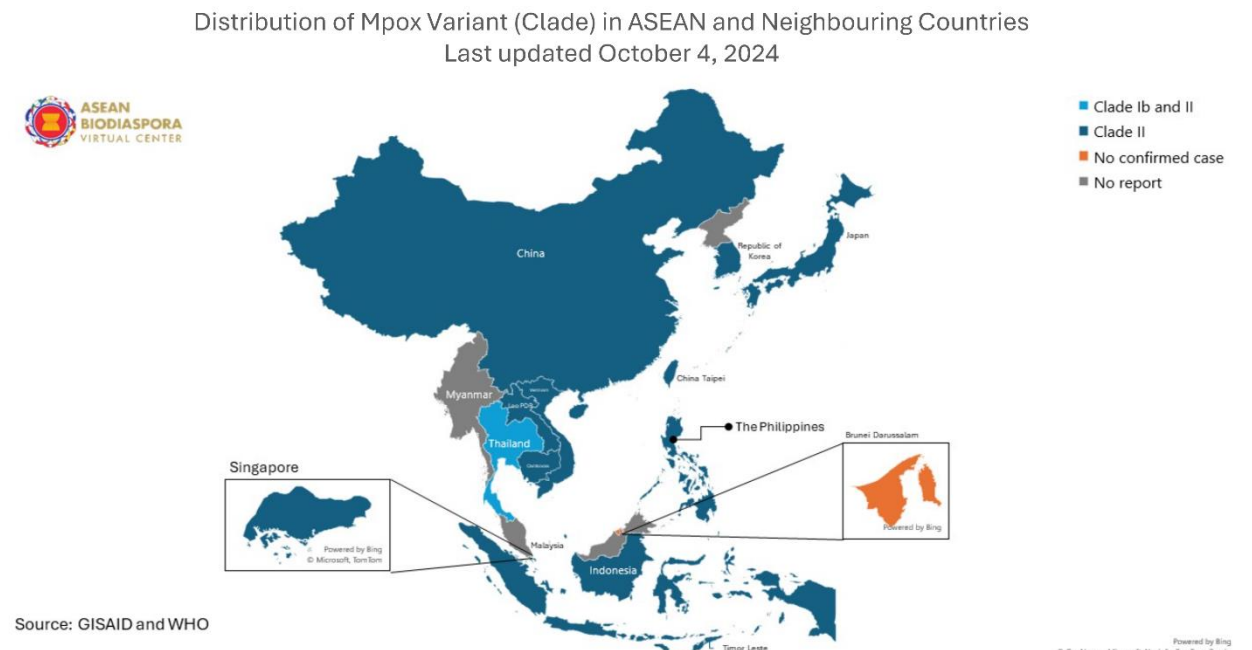 Distribution of Mpox Variant (Clade) in ASEAN and Neighbouring Countries
Last updated October 4, 2024
ASEAN
BIODIASPORA
VIRTUAL CENTER
Clade Ib and II
Clade II
No confirmed case
No report
China
Japan
Republic of
Korea
China Taipei
Myanmar
Vietnam
Lao PDR
Thailand
Cambodia
The Philippines
Brunei Darussalam
Powered by Bing
Singapore
Powered by Bing
© Microsoft, TomTom
Malaysia
Indonesia
Timor Leste
Source: GISAID and WHO
Powered by Bing